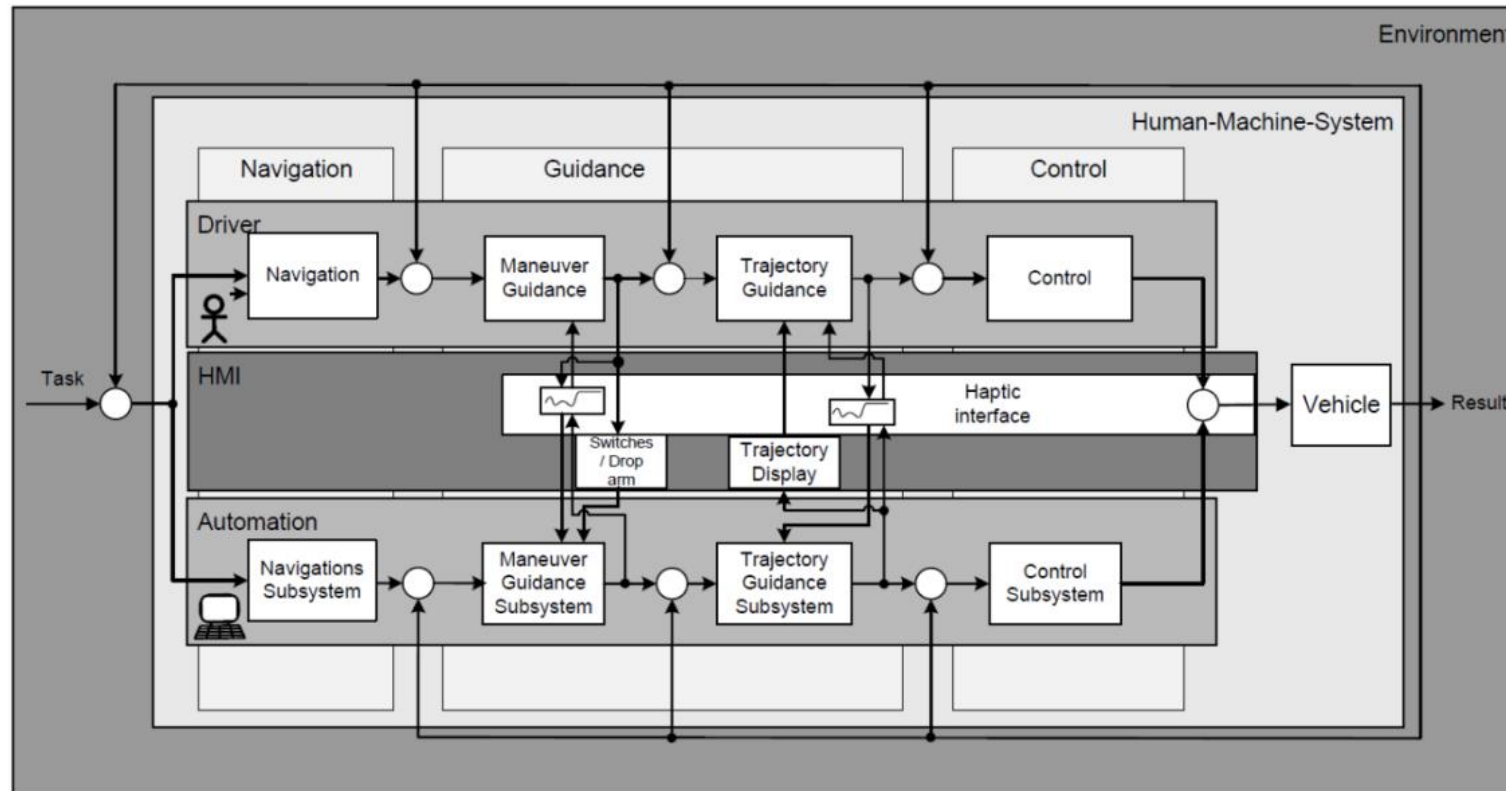 Environment
Human-Machine-System
Navigation
Guidance
Control
Driver
Navigation
Maneuver
Guidance
Trajectory
Guidance
Control
Task
HMI
Haptic
interface
Vehicle
Result
Switches
/ Drop
arm
Trajectory
Display
Automation
Navigations
Subsystem
Maneuver
Guidance
Subsystem
Trajectory
Guidance
Subsystem
Control
Subsystem